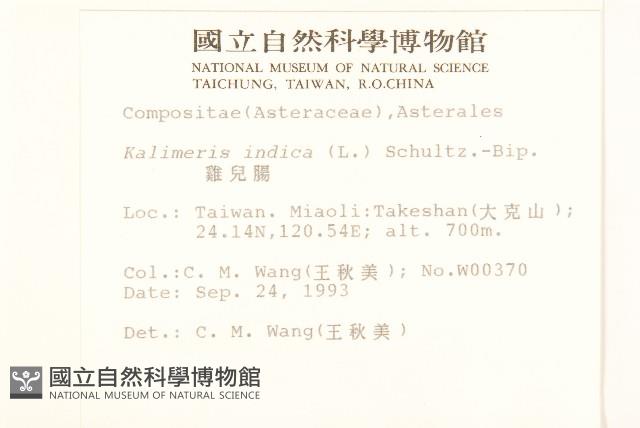 國立自然科學博物館
NATIONAL MUSEUM OF NATURAL SCIENCE
TAICHUNG, TAIWAN, R.O.CHINA
Compositae(Asteraceae),Asterales
Kalimeris indica (L.) Schultz.-Bip.
雞兒腸
Loc.: Taiwan. Miaoli:Takeshan(大克山);
24.14N,120.54E; alt. 700m.
Col.:C. M. Wang(王秋美); No.W00370
Date: Sep. 24, 1993
Det.: C. M. Wang(王秋美)
國立自然科學博物館
NATIONAL MUSEUM OF NATURAL SCIENCE